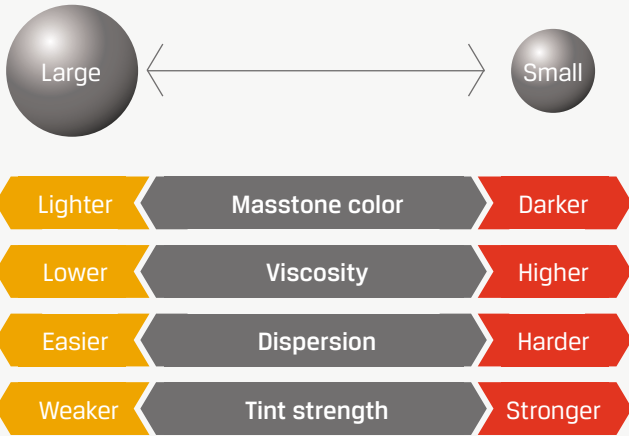 Large Small
Lighter Masstone color Darker
Lower Viscosity Higher
Easier Dispersion Harder
Weaker Tint strength Stronger